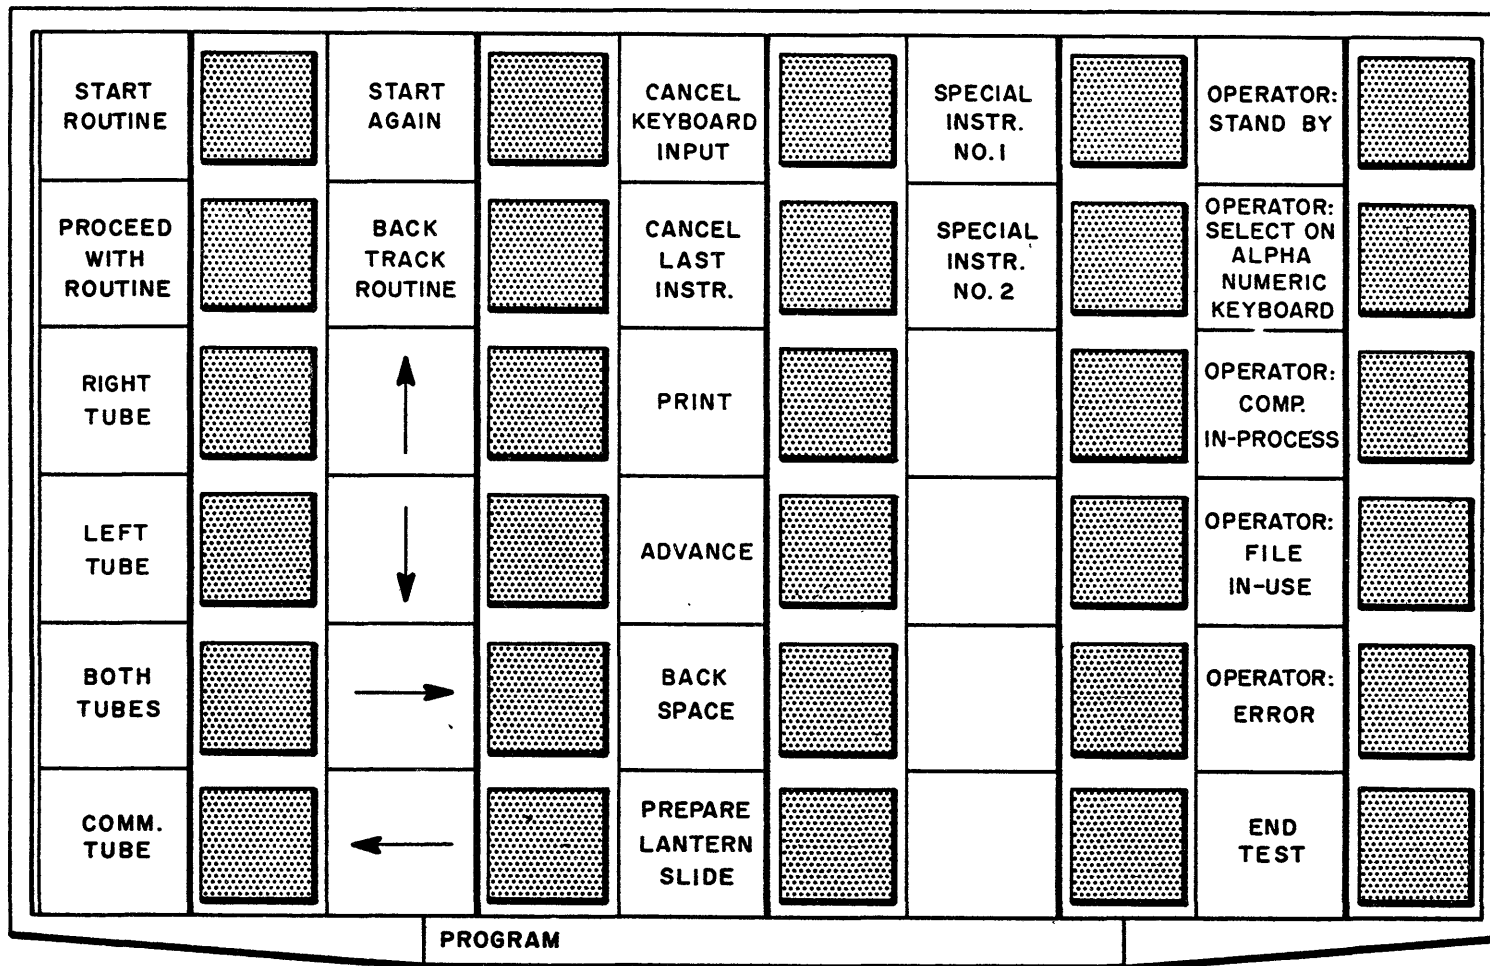 START
ROUTINE
START
AGAIN
CANCEL
KEYBOARD
INPUT
SPECIAL
INSTR.
NO. 1
OPERATOR:
STAND BY
PROCEED
WITH
ROUTINE
BACK
TRACK
ROUTINE
CANCEL
LAST
INSTR.
SPECIAL
INSTR.
NO. 2
OPERATOR:
SELECT ON
ALPHA
NUMERIC
KEYBOARD
RIGHT
TUBE
PRINT
OPERATOR:
COMP.
IN-PROCESS
LEFT
TUBE
ADVANCE
OPERATOR:
FILE
IN-USE
BOTH
TUBES
BACK
SPACE
OPERATOR:
ERROR
COMM.
TUBE
PREPARE
LANTERN
SLIDE
END
TEST
PROGRAM